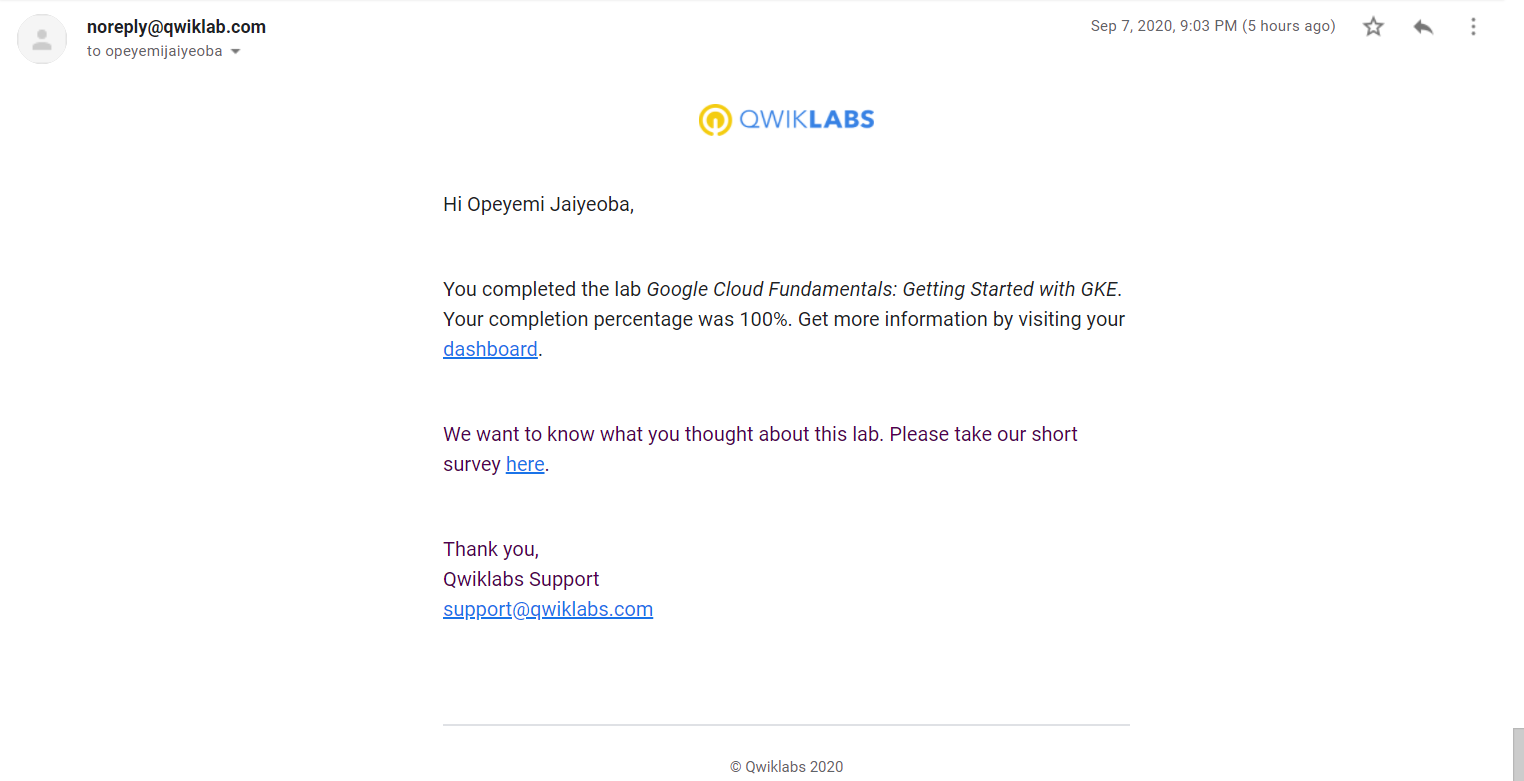 noreply@qwiklab.com
Sep 7, 2020, 9:03 PM (5 hours ago)
to opeyemijaiyeoba
QWIKLABS
Hi Opeyemi Jaiyeoba,
You completed the lab Google Cloud Fundamentals: Getting Started with GKE.
Your completion percentage was 100%. Get more information by visiting your
dashboard.
We want to know what you thought about this lab. Please take our short
survey here.
Thank you,
Qwiklabs Support
support@qwiklabs.com
© Qwiklabs 2020